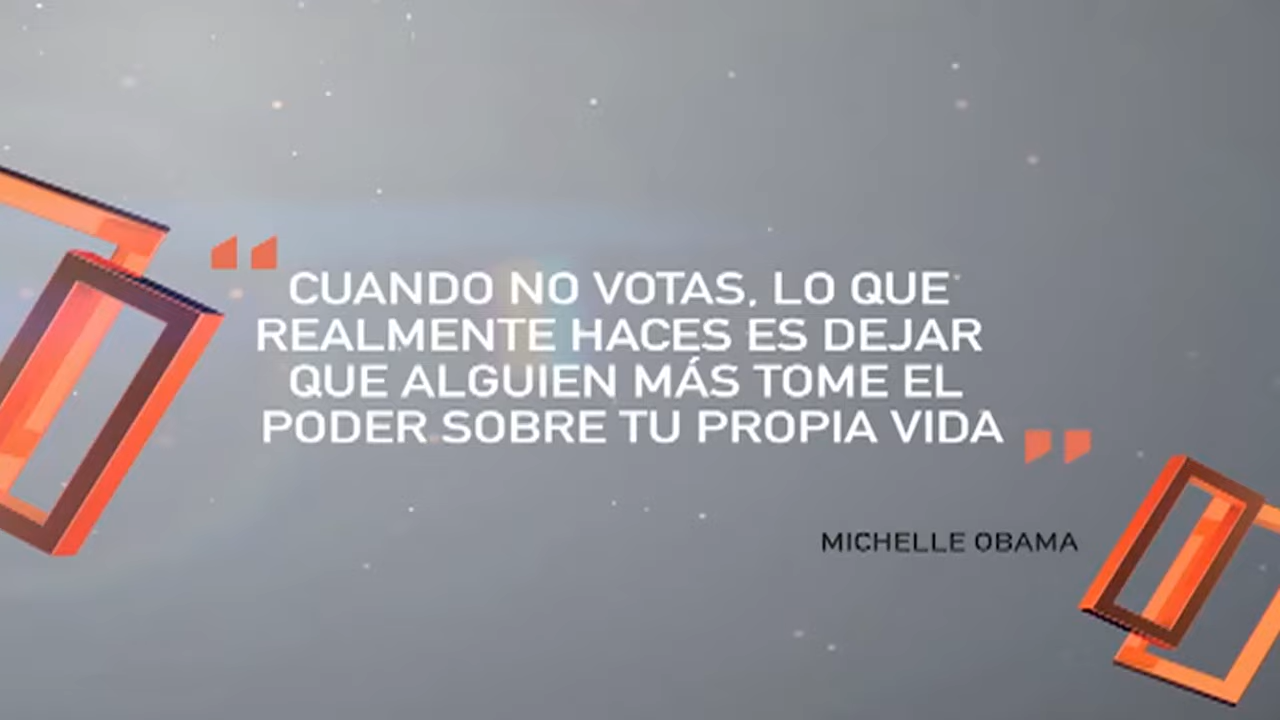 “CUANDO NO VOTAS, LO QUE
REALMENTE HACES ES DEJAR
QUE ALGUIEN MÁS TOME EL
PODER SOBRE TU PROPIA VIDA”
MICHELLE OBAMA